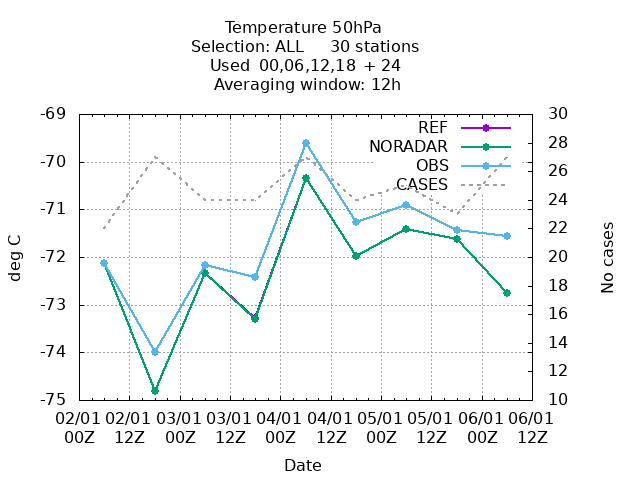 Temperature 50hPa
Selection: ALL 30 stations
Used 00,06,12,18 + 24
Averaging window: 12h
-69
-70
-71
-72
-73
-74
-75
deg C
30
28
26
24
22
20
18
16
14
12
10
No cases
REF
NORADAR
OBS
CASES
02/01 02/01 03/01 03/01 04/01 04/01 05/01 05/01 06/01 06/01
00Z 12Z 00Z 12Z 00Z 12Z 00Z 12Z 00Z 12Z
Date